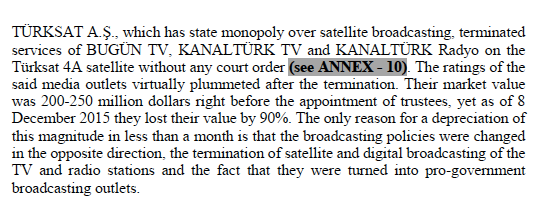 TÜRKSAT A.Ş., which has state monopoly over satellite broadcasting, terminated
services of BUGÜN TV, KANALTÜRK TV and KANALTÜRK Radyo on the
Türksat 4A satellite without any court order (see ANNEX - 10). The ratings of the
said media outlets virtually plummeted after the termination. Their market value
was 200-250 million dollars right before the appointment of trustees, yet as of 8
December 2015 they lost their value by 90%. The only reason for a depreciation of
this magnitude in less than a month is that the broadcasting policies were changed
in the opposite direction, the termination of satellite and digital broadcasting of the
TV and radio stations and the fact that they were turned into pro-government
broadcasting outlets.